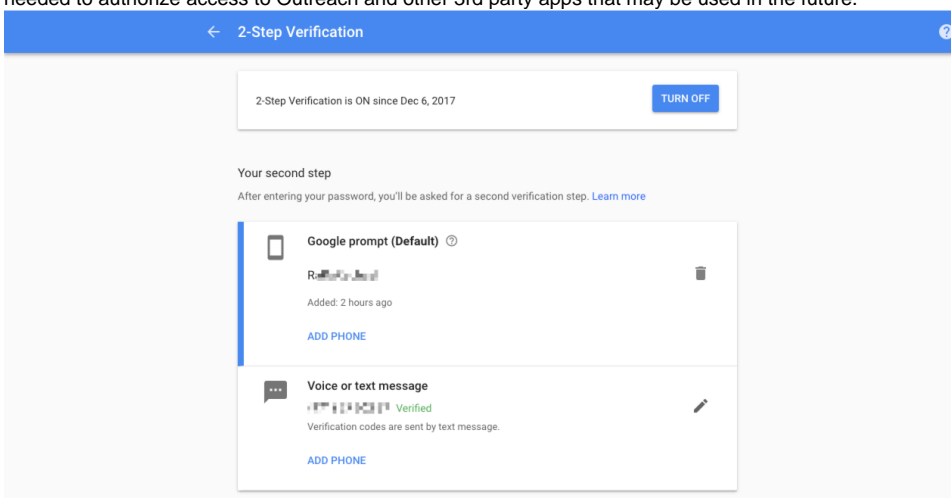 needed to authorize access to Outreach and other 3rd party apps that may be used in the future.
2-Step Verification
2-Step Verification is ON since Dec 6, 2017
TURN OFF
Your second step
After entering your password, you'll be asked for a second verification step. Learn more
Google prompt (Default)
Added: 2 hours ago
ADD PHONE
Voice or text message
Verified
Verification codes are sent by text message.
ADD PHONE